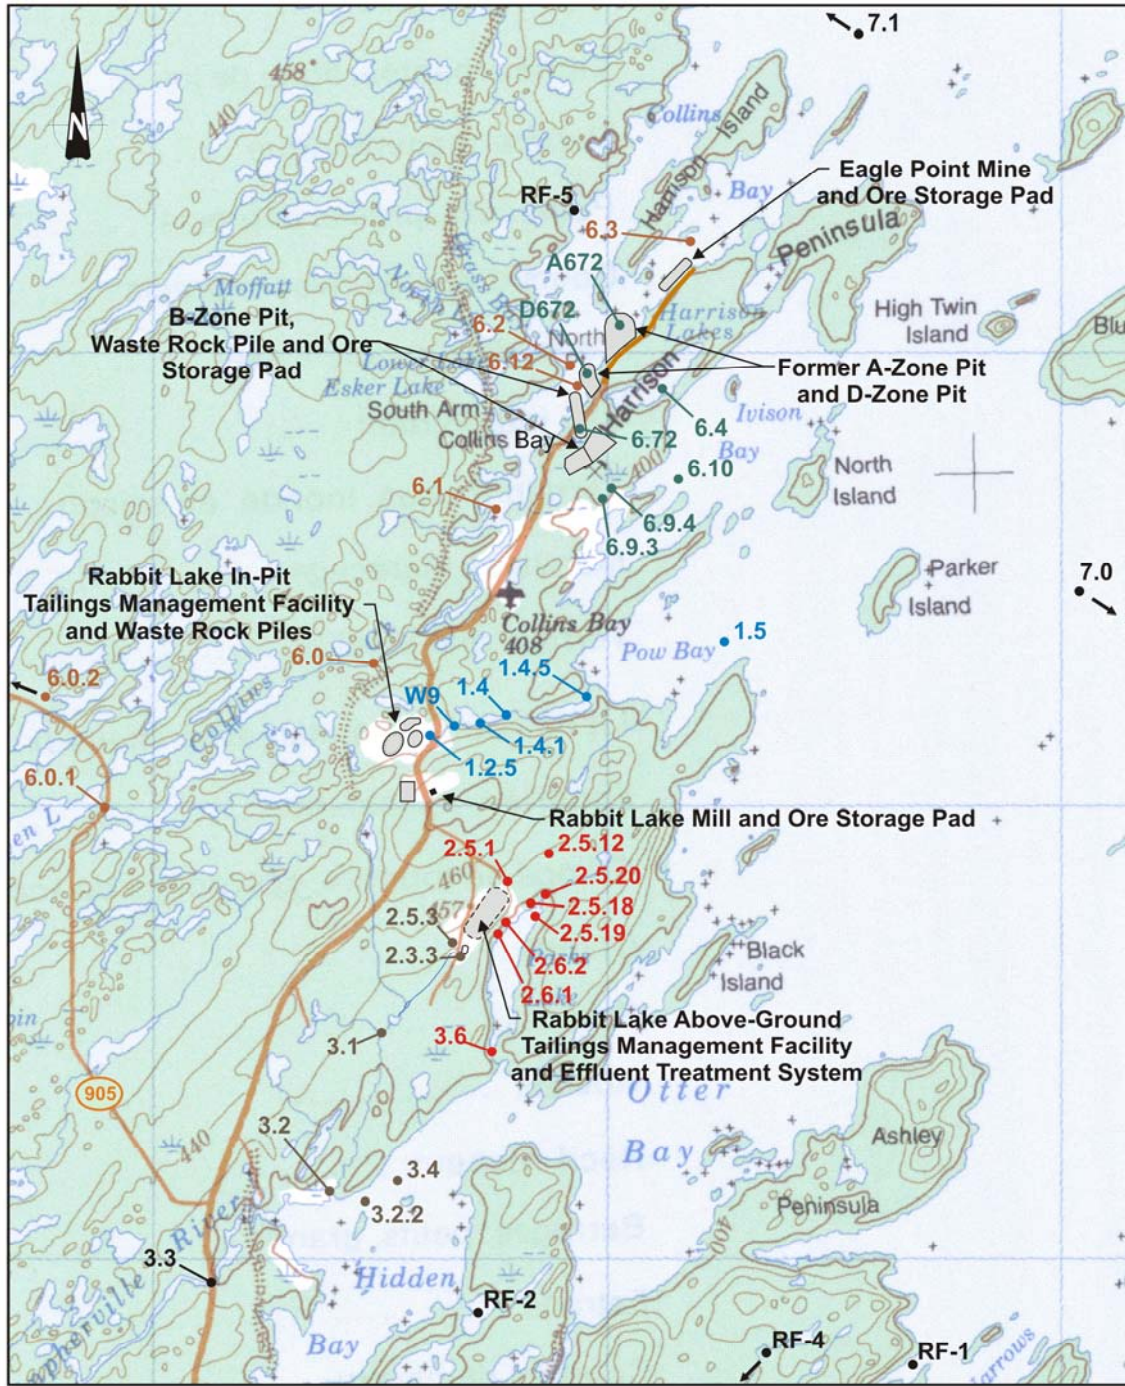 7.1
458
440
N
Collins
Harrison
Island
Bay
Eagle Point Mine
and Ore Storage Pad
RF-5
6.3
Peninsula
A672
Moffatt
D672
Harrison
Lakes
High Twin
Island
B-Zone Pit,
Waste Rock Pile and Ore
Storage Pad
6.2
North
Lower Lake
6.12
Esker Lake
Former A-Zone Pit
and D-Zone Pit
Harrison
South Arm
Collins Bay
6.72
6.4
Ivison
Bay
400
6.10
North
Island
6.1
6.9.4
6.9.3
Rabbit Lake In-Pit
Tailings Management Facility
and Waste Rock Piles
Parker
Island
7.0
Collins Bay
408
Pow Bay
1.5
6.0
6.0.2
Collins
1.4.5
W9
1.4
1.4.1
1.2.5
6.0.1
Rabbit Lake Mill and Ore Storage Pad
2.5.12
2.5.1
460
2.5.20
457
2.5.18
2.5.3
2.5.19
2.3.3
2.6.2
Parks
Lake
2.6.1
Black
Island
Rabbit Lake Above-Ground
Tailings Management Facility
and Effluent Treatment System
3.1
3.6
905
Otter
Bay
440
3.2
3.4
3.2.2
Ashley
Peninsula
400
River
3.3
Hidden
Bay
RF-2
RF-4
RF-1